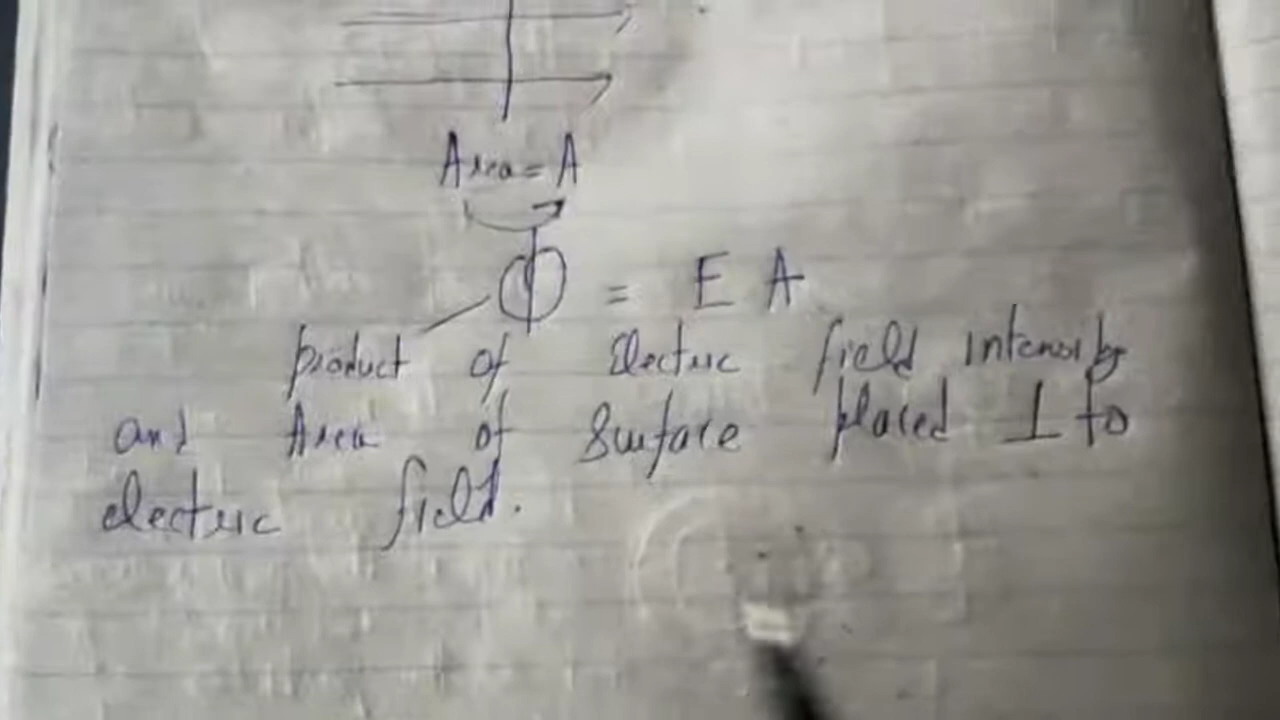 Area = A
Φ = E A
product of Electric field intensity
and Area of Surface placed ⊥ to
electric field.